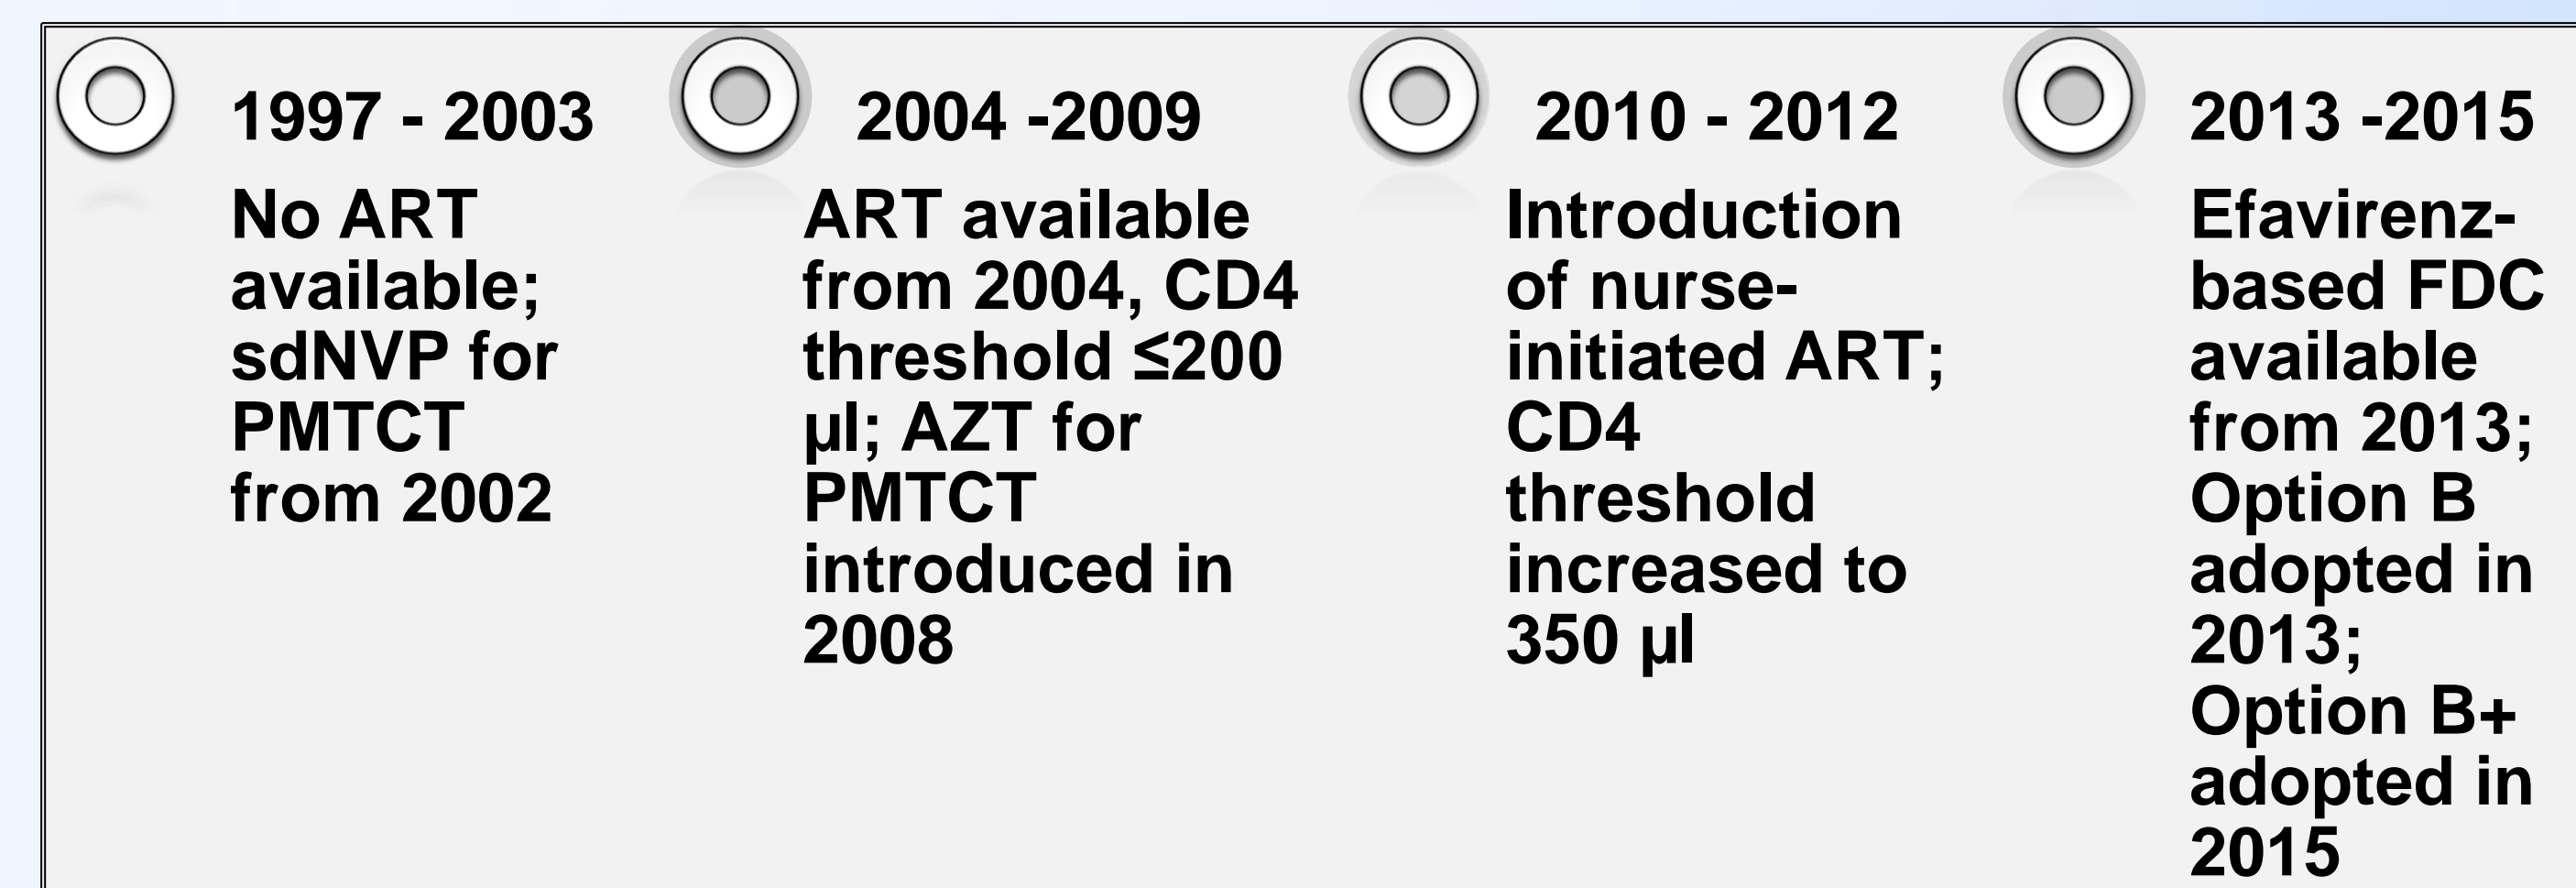 1997 - 2003
No ART
available;
sdNVP for
PMTCT
from 2002
2004 -2009
ART available
from 2004, CD4
threshold ≤200
µl; AZT for
PMTCT
introduced in
2008
2010 - 2012
Introduction
of nurse-
initiated ART;
CD4
threshold
increased to
350 µl
2013 -2015
Efavirenz-
based FDC
available
from 2013;
Option B
adopted in
2013;
Option B+
adopted in
2015